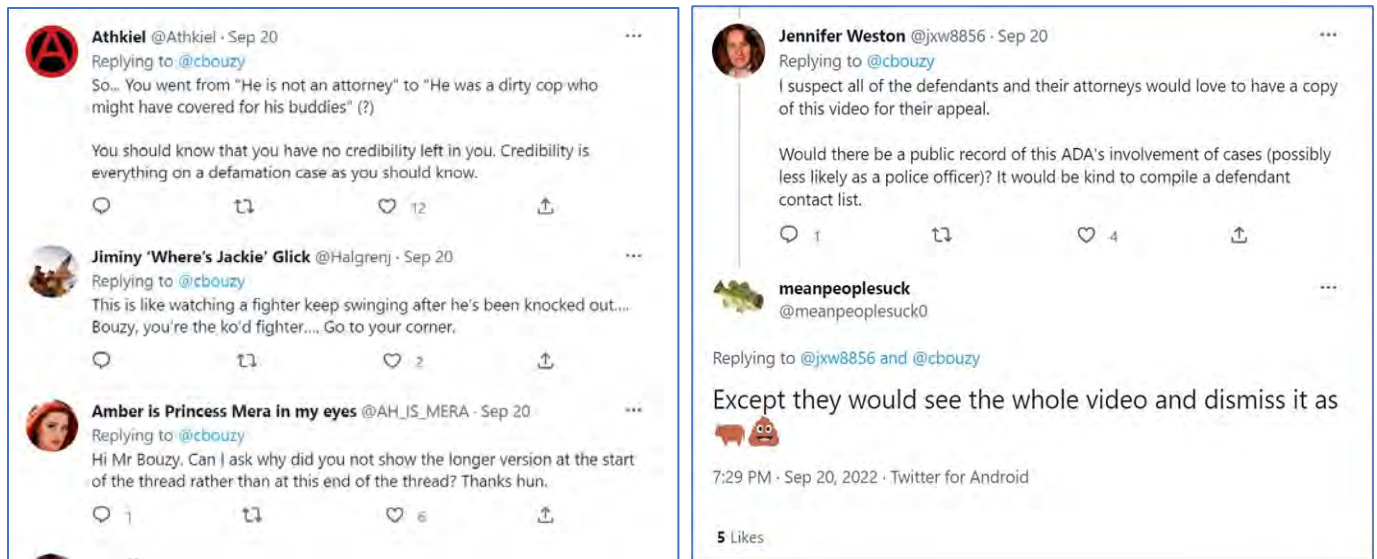 Athkiel @Athkiel · Sep 20
Replying to @cbouzy
So... You went from "He is not an attorney" to "He was a dirty cop who
might have covered for his buddies" (?)
You should know that you have no credibility left in you. Credibility is
everything on a defamation case as you should know.
12
Jiminy 'Where's Jackie' Glick @Halgrenj · Sep 20
Replying to @cbouzy
This is like watching a fighter keep swinging after he's been knocked out....
Bouzy, you're the ko'd fighter.... Go to your corner.
2
Amber is Princess Mera in my eyes @AH_IS_MERA · Sep 20
Replying to @cbouzy
Hi Mr Bouzy. Can I ask why did you not show the longer version at the start
of the thread rather than at this end of the thread? Thanks hun.
1 6
Jennifer Weston @jxw8856 · Sep 20
Replying to @cbouzy
I suspect all of the defendants and their attorneys would love to have a copy
of this video for their appeal.
Would there be a public record of this ADA's involvement of cases (possibly
less likely as a police officer)? It would be kind to compile a defendant
contact list.
1 4
meanpeoplesuck
@meanpeoplesuck0
Replying to @jxw8856 and @cbouzy
Except they would see the whole video and dismiss it as
🐂💩
7:29 PM · Sep 20, 2022 · Twitter for Android
5 Likes